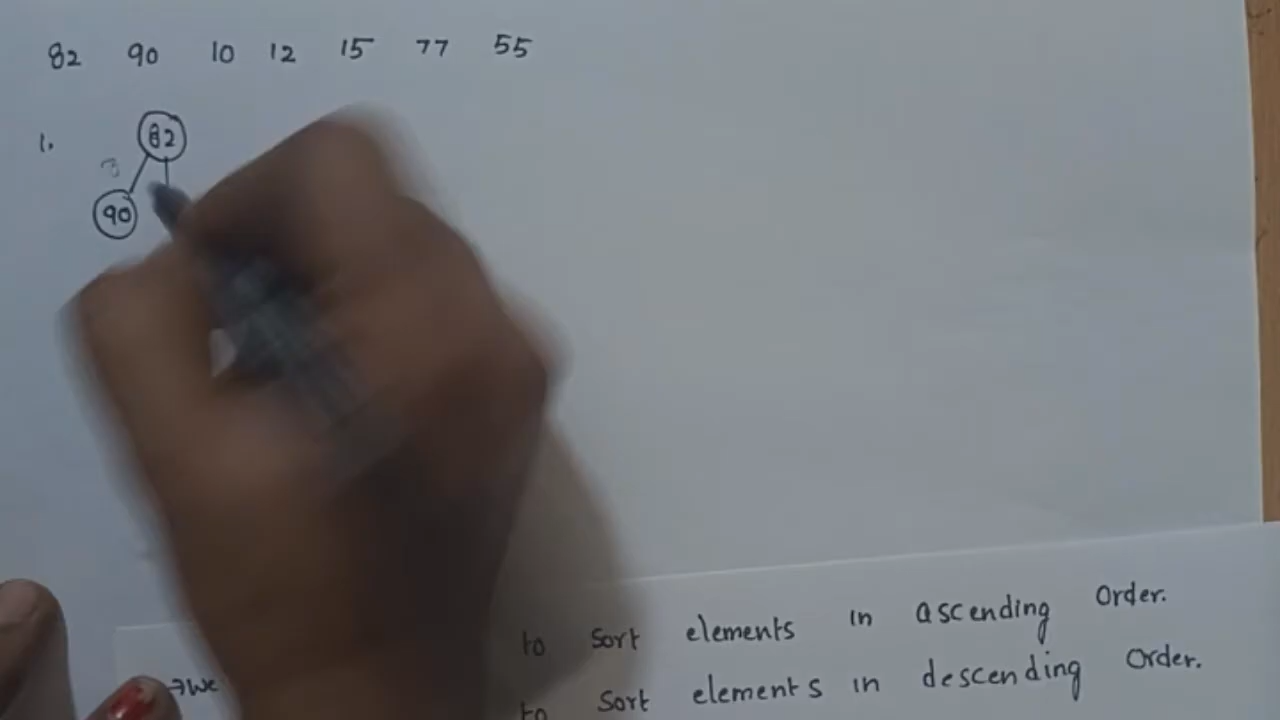 82 90 10 12 15 77 55
1. 82
90
to sort elements in ascending Order.
→We
to sort elements in descending Order.